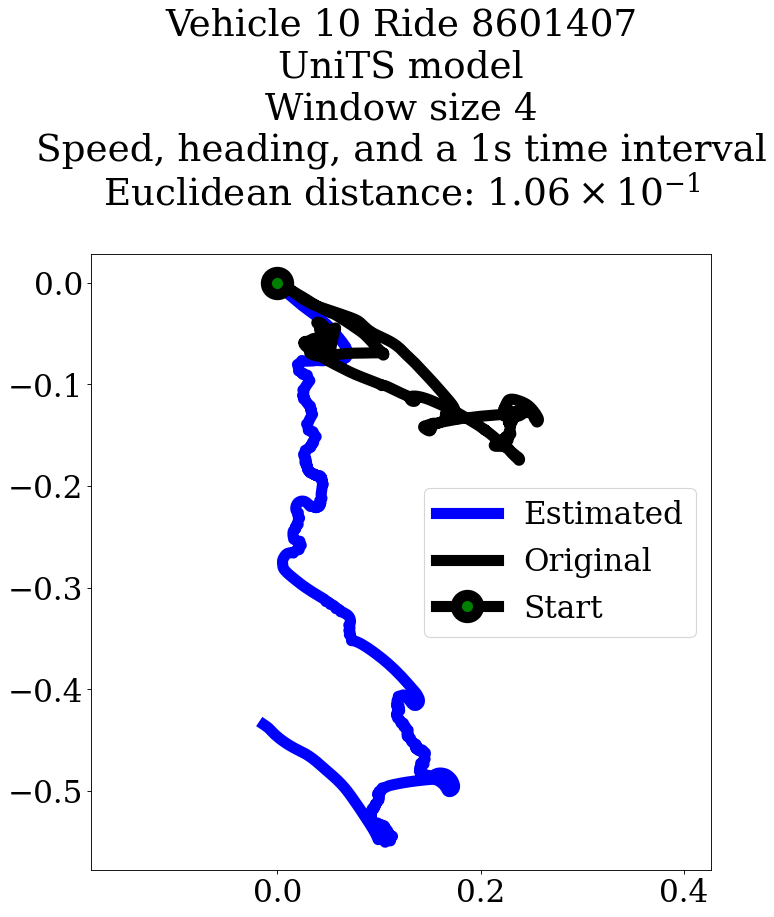 Vehicle 10 Ride 8601407
UniTS model
Window size 4
Speed, heading, and a 1s time interval
Euclidean distance: 1.06 × 10⁻¹
0.0
−0.1
−0.2
−0.3
−0.4
−0.5
Estimated
Original
Start
0.0 0.2 0.4